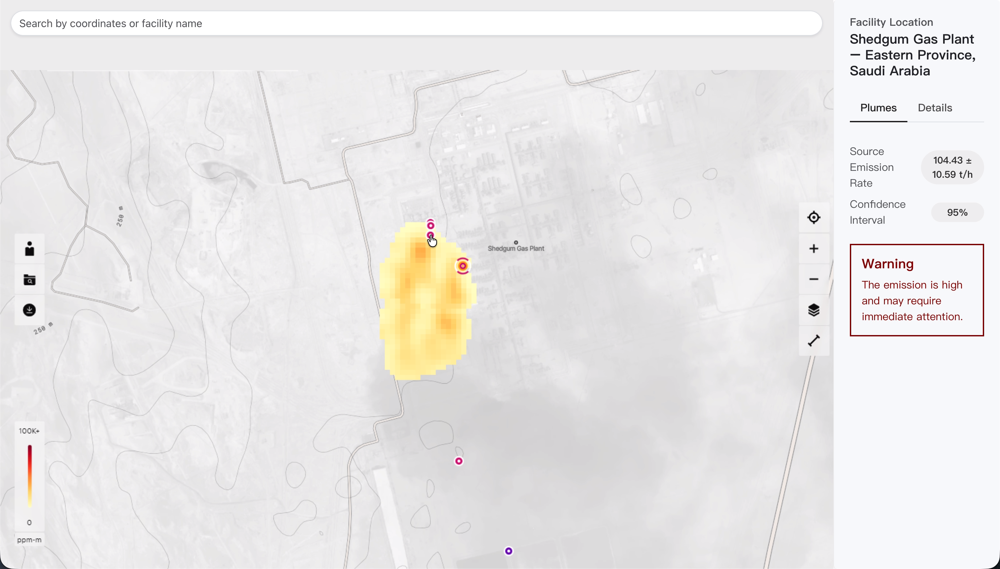 Search by coordinates or facility name
Facility Location
Shedgum Gas Plant
— Eastern Province,
Saudi Arabia
Plumes
Details
Source
Emission
Rate
104.43 ±
10.59 t/h
Confidence
Interval
95%
Warning
The emission is high
and may require
immediate attention.
250 m
Shedgum Gas Plant
250 m
100K+
0
ppm-m